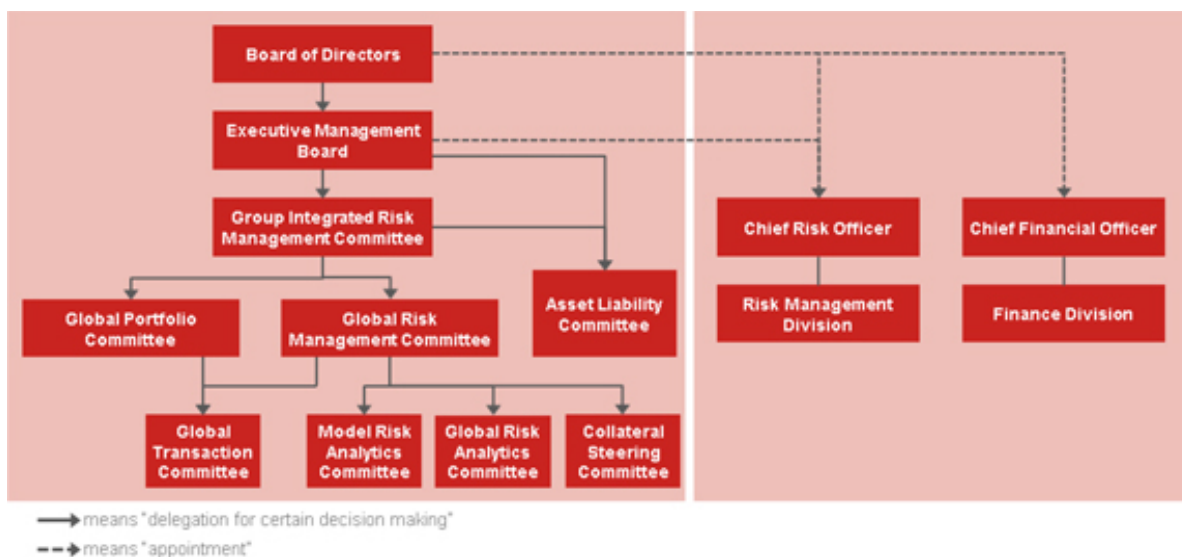 Board of Directors
Executive Management
Board
Group Integrated Risk
Management Committee
Chief Risk Officer
Chief Financial Officer
Asset Liability
Committee
Risk Management
Division
Finance Division
Global Portfolio
Committee
Global Risk
Management Committee
Global
Transaction
Committee
Model Risk
Analytics
Committee
Global Risk
Analytics
Committee
Collateral
Steering
Committee
means "delegation for certain decision making"
means "appointment"